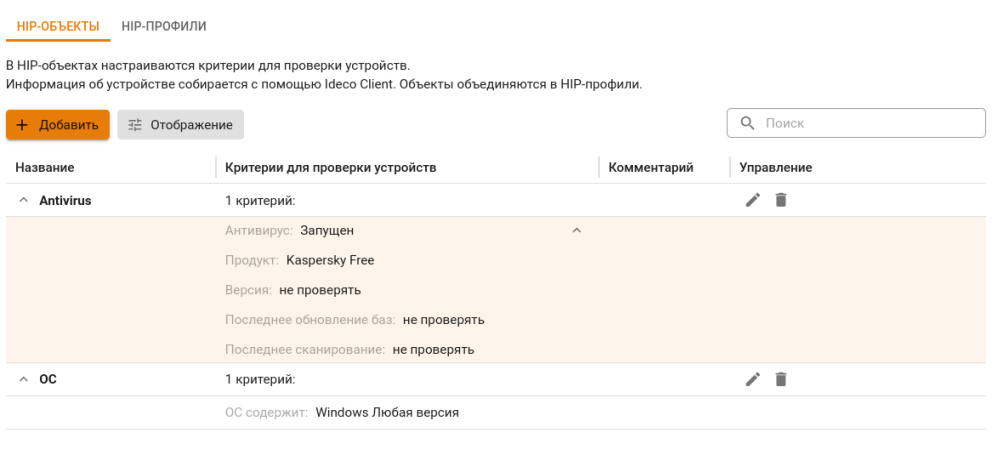 HIP-ОБЪЕКТЫ HIP-ПРОФИЛИ
В HIP-объектах настраиваются критерии для проверки устройств.
Информация об устройстве собирается с помощью Ideco Client. Объекты объединяются в HIP-профили.
Добавить Отображение Поиск
Название Критерии для проверки устройств Комментарий Управление
Antivirus 1 критерий:
Антивирус: Запущен
Продукт: Kaspersky Free
Версия: не проверять
Последнее обновление баз: не проверять
Последнее сканирование: не проверять
ОС 1 критерий:
ОС содержит: Windows Любая версия